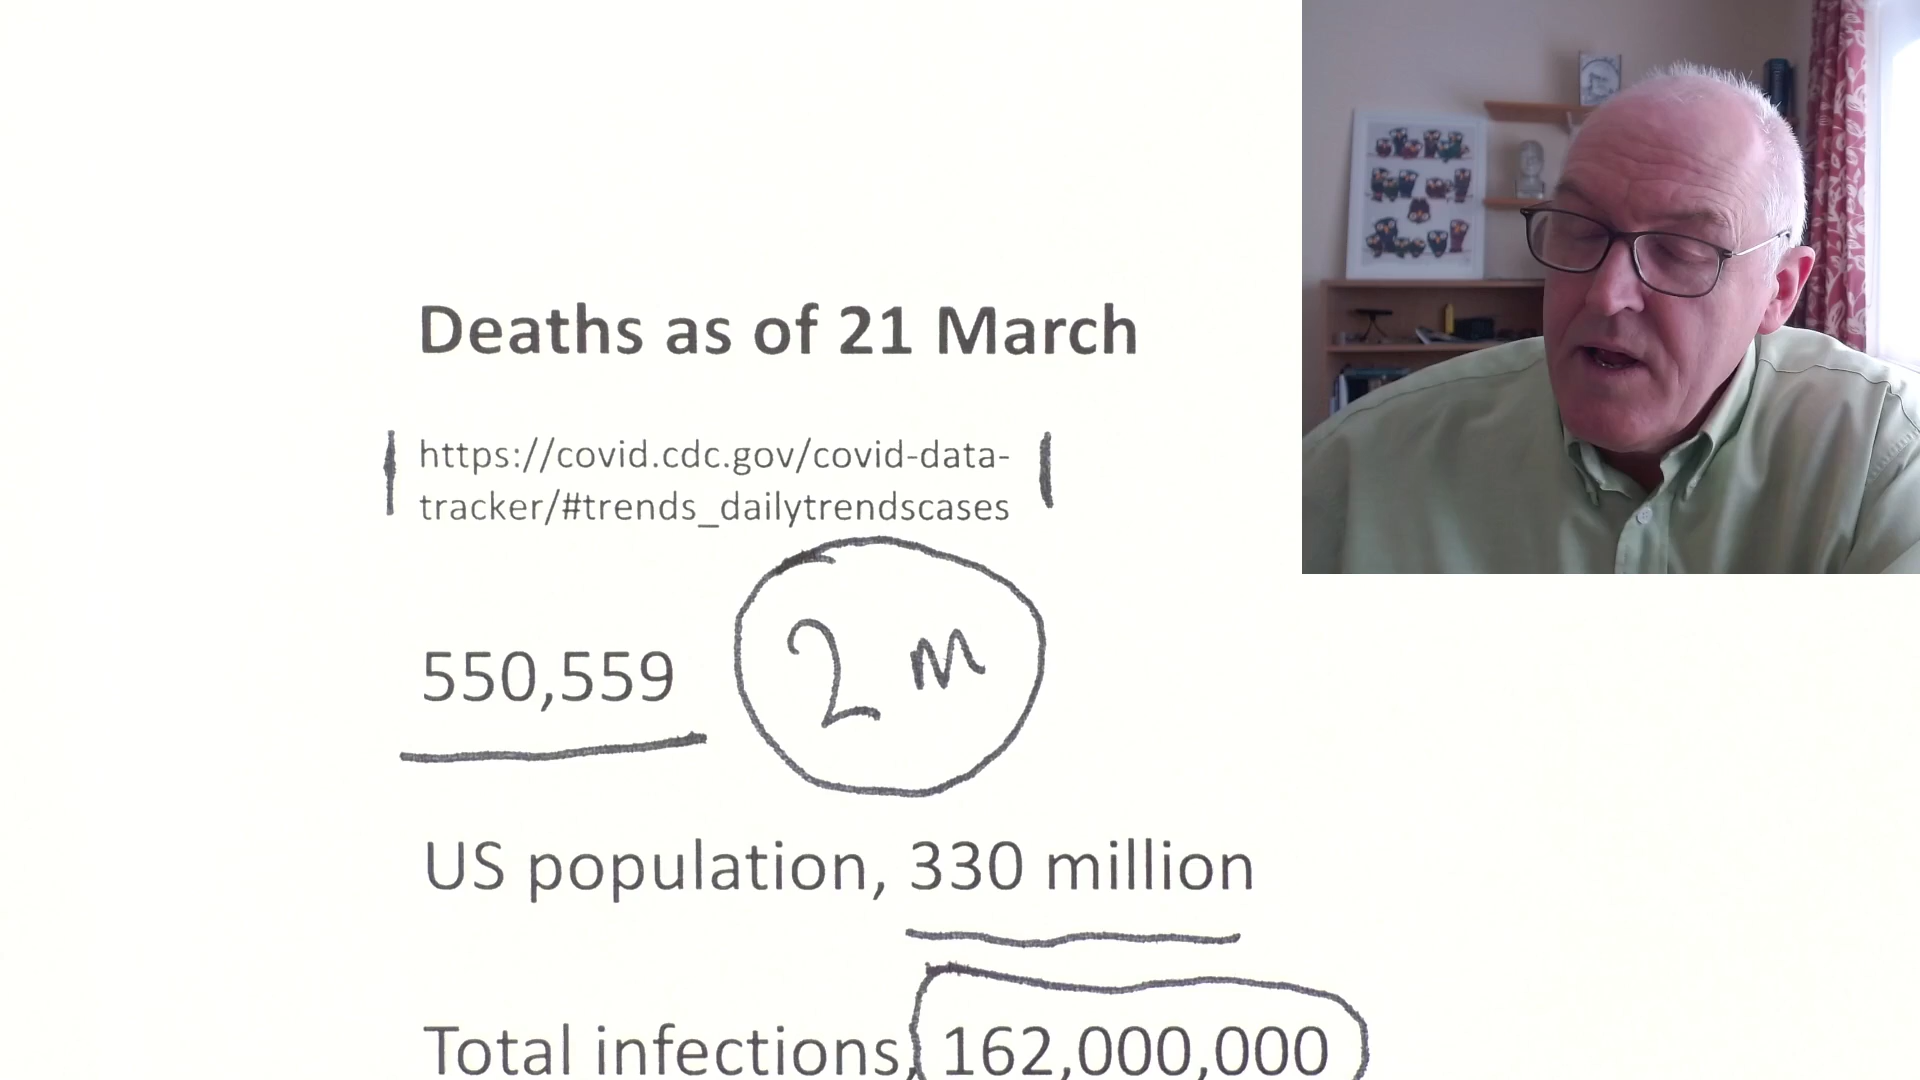 Deaths as of 21 March
https://covid.cdc.gov/covid-data-
tracker/#trends_dailytrendscases
550,559
2 M
US population, 330 million
Total infections, 162,000,000